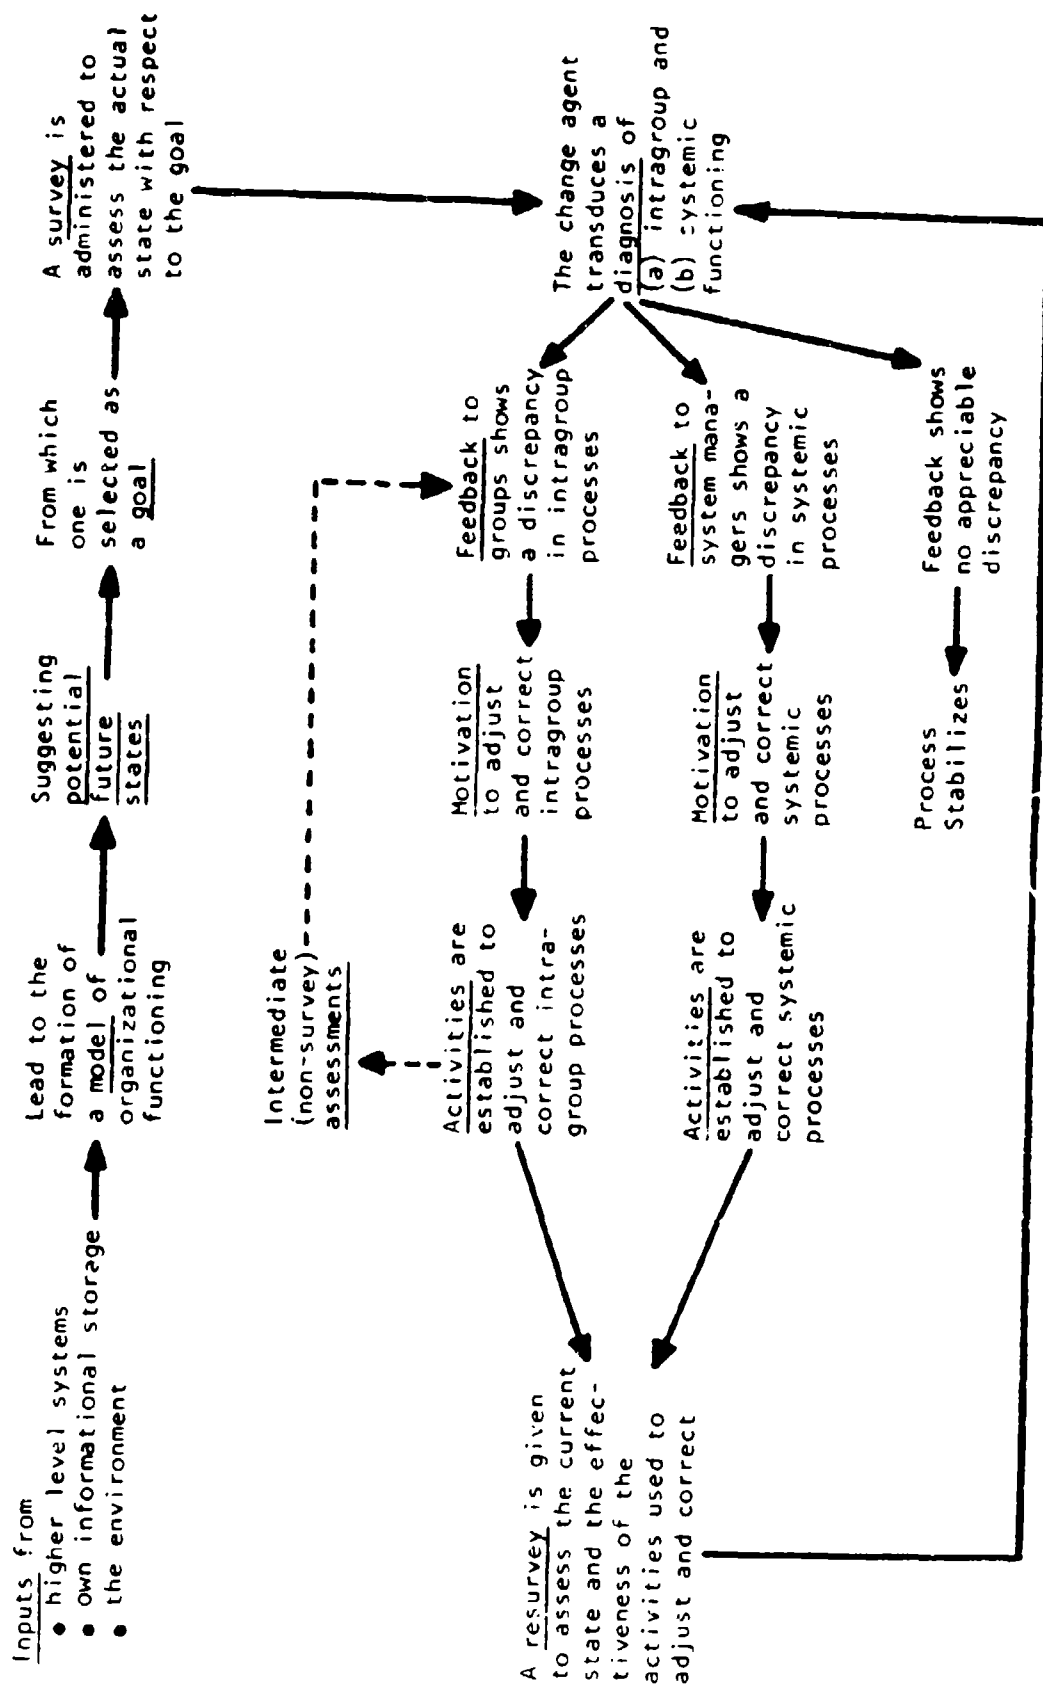 Inputs from
• higher level systems
• own informational storage
• the environment
Lead to the
formation of
a model of
organizational
functioning
Suggesting
potential
future
states
From which
one is
selected as
a goal
A survey is
administered to
assess the actual
state with respect
to the goal
The change agent
transduces a
diagnosis of
(a) intragroup and
(b) systemic
functioning
Feedback to
groups shows
a discrepancy
in intragroup
processes
Motivation
to adjust
and correct
intragroup
processes
Activities are
established to
adjust and
correct intra-
group processes
Intermediate
(non-survey)
assessments
Feedback to
system mana-
gers shows a
discrepancy
in systemic
processes
Motivation
to adjust
and correct
systemic
processes
Activities are
established to
adjust and
correct systemic
processes
Feedback shows
no appreciable
discrepancy
Process
Stabilizes
A resurvey is given
to assess the current
state and the effec-
tiveness of the
activities used to
adjust and correct